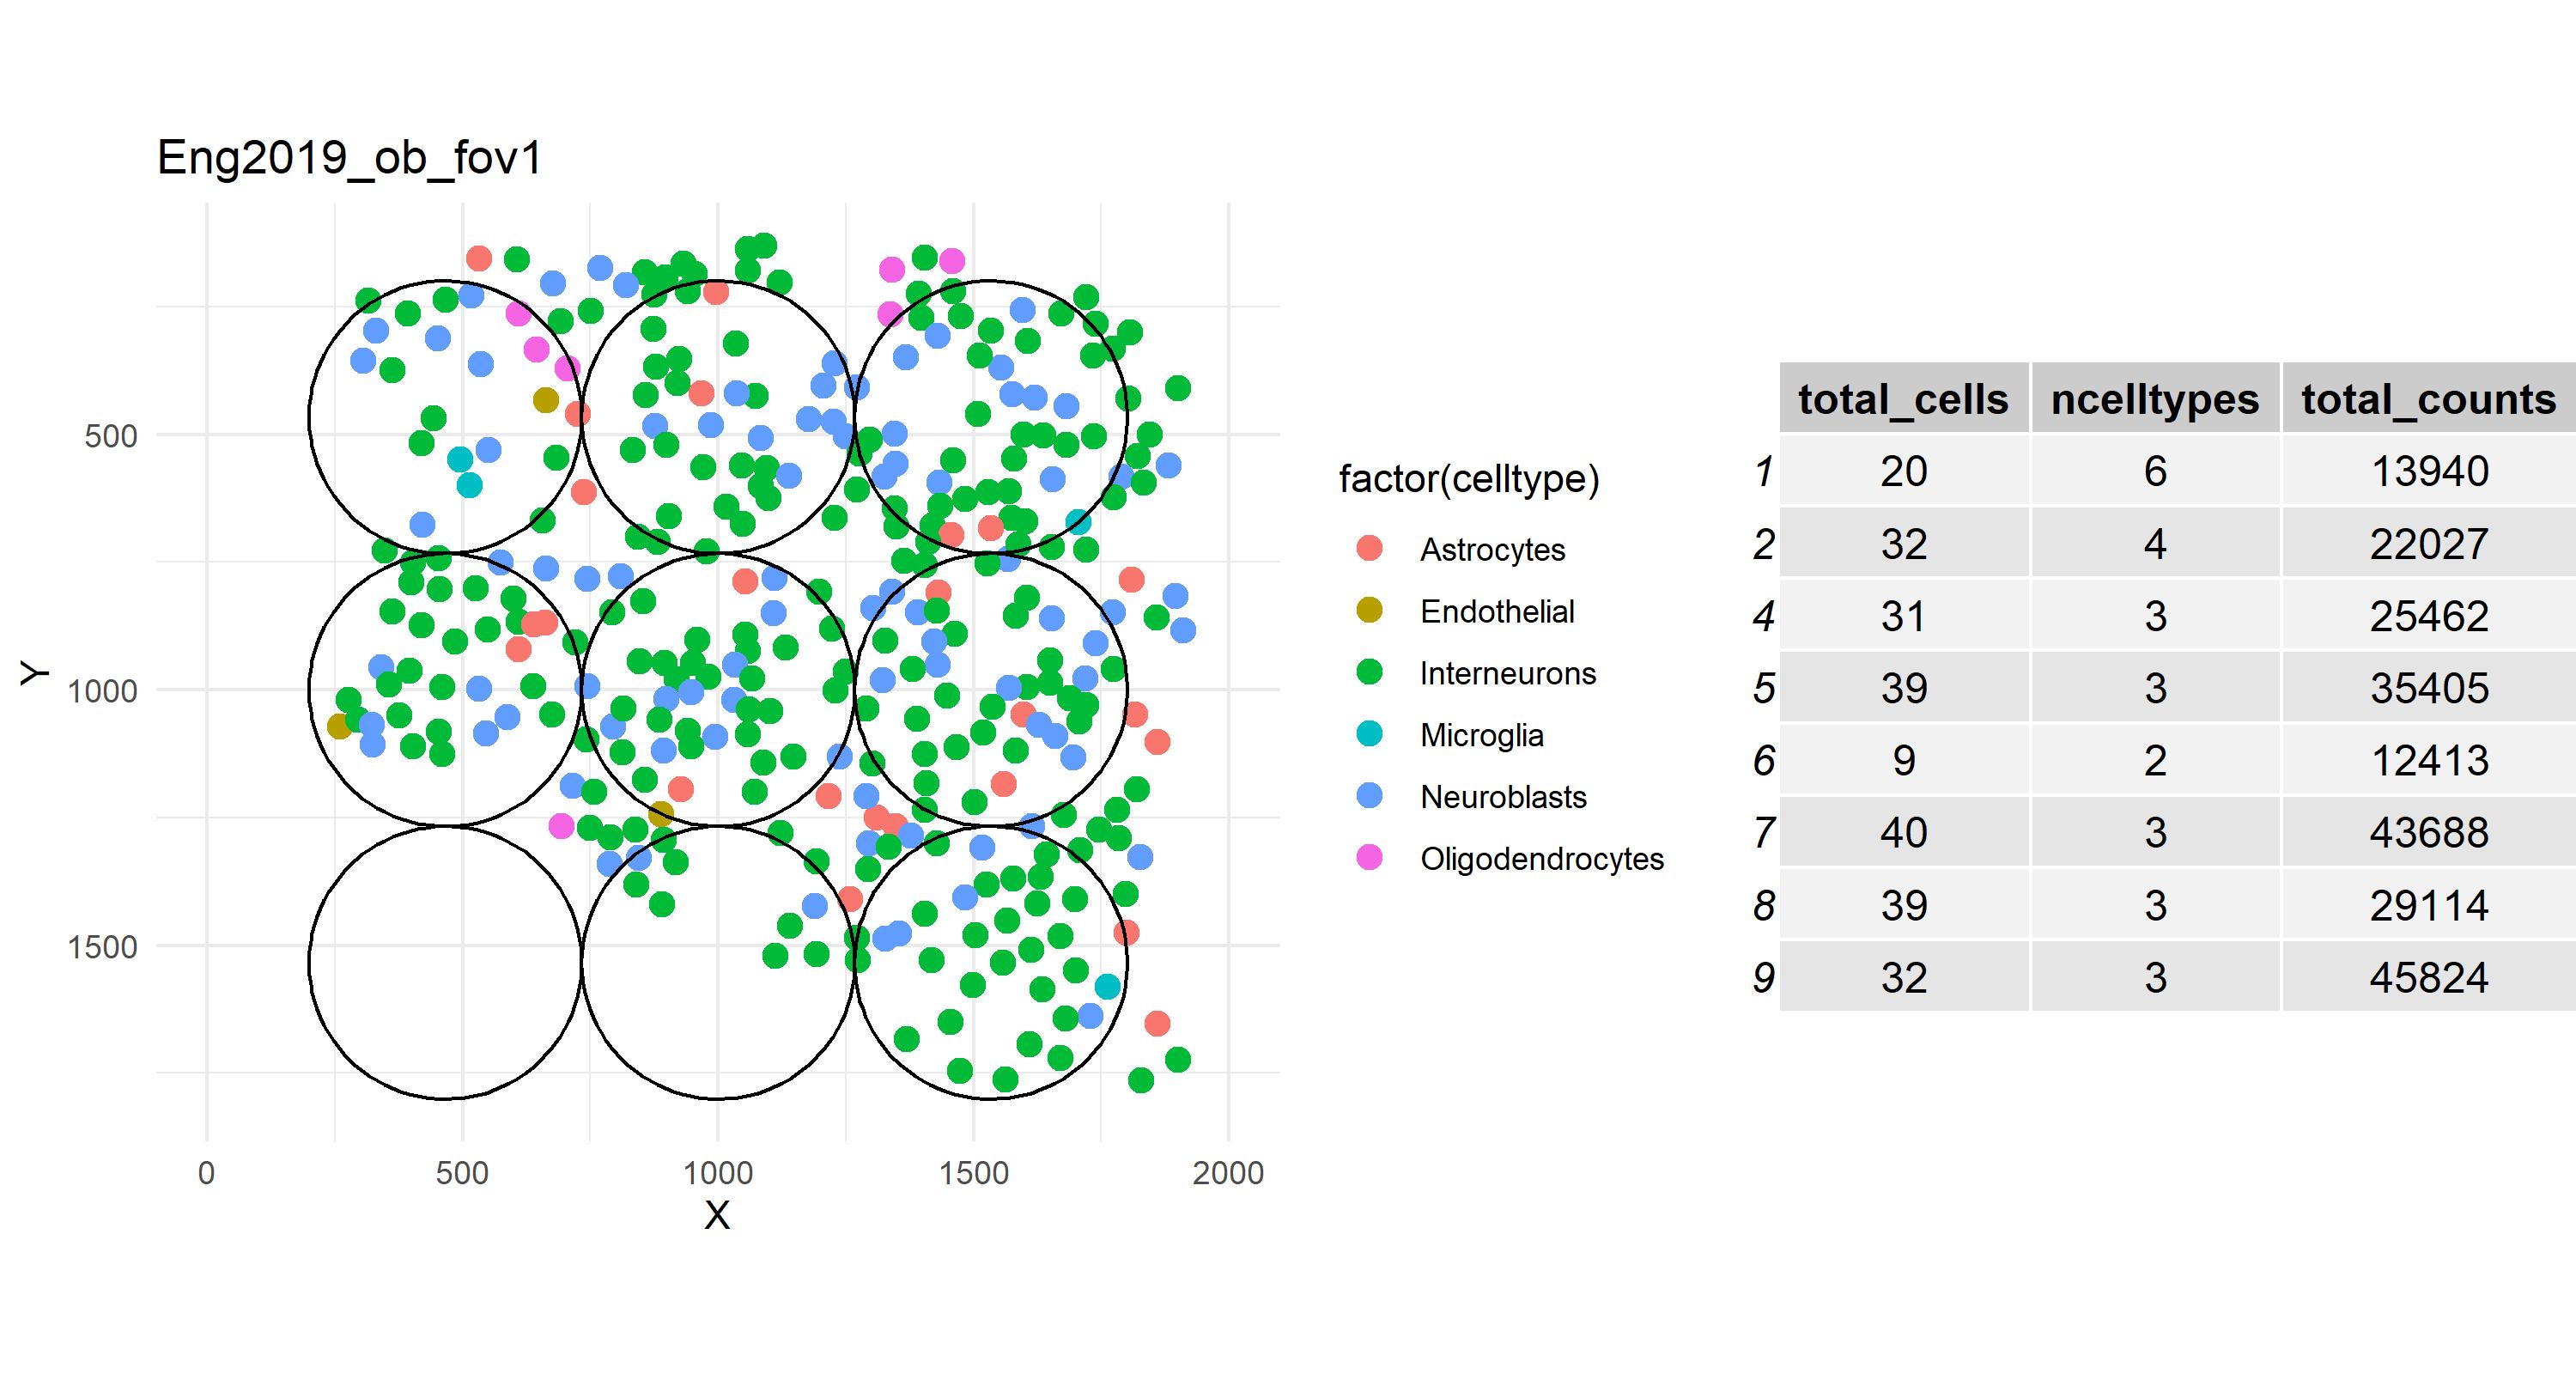 Eng2019_ob_fov1
Y
500
1000
1500
0 500 1000 1500 2000
X
factor(celltype)
Astrocytes
Endothelial
Interneurons
Microglia
Neuroblasts
Oligodendrocytes
total_cells ncelltypes total_counts
1 20 6 13940
2 32 4 22027
4 31 3 25462
5 39 3 35405
6 9 2 12413
7 40 3 43688
8 39 3 29114
9 32 3 45824